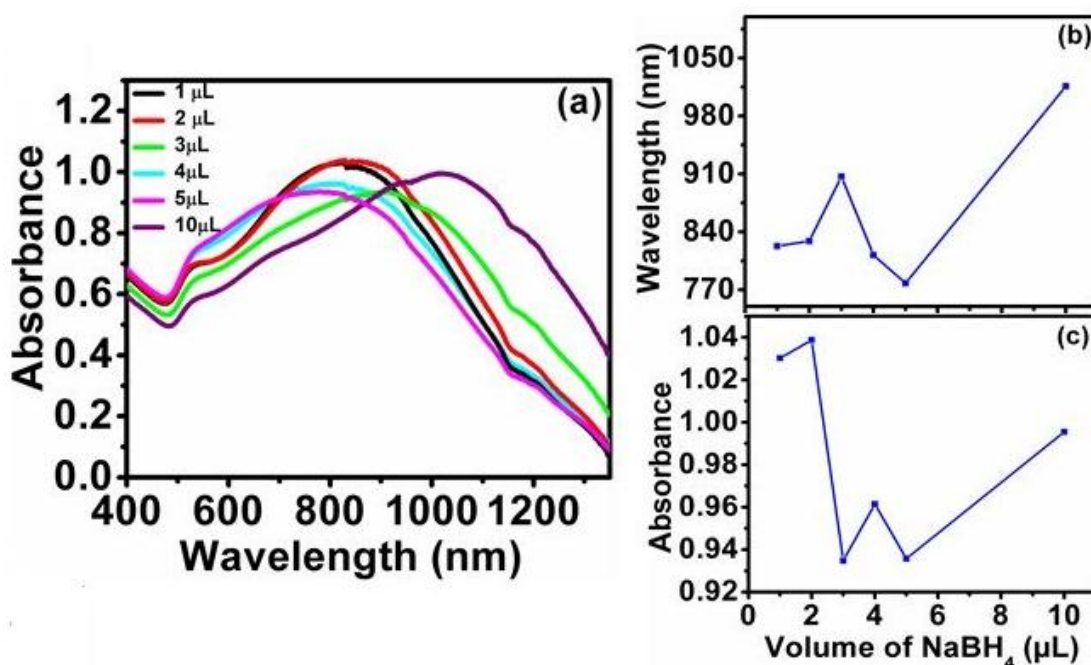 (a)
1 μL
2 μL
3μL
4μL
5μL
10μL
1.2
1.0
0.8
0.6
0.4
0.2
0.0
Absorbance
400 600 800 1000 1200
Wavelength (nm)
(b)
1050
980
910
840
770
Wavelength (nm)
(c)
1.04
1.02
1.00
0.98
0.96
0.94
0.92
Absorbance
0 2 4 6 8 10
Volume of NaBH4 (μL)